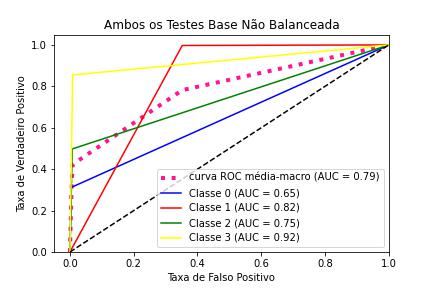 Ambos os Testes Base Não Balanceada
Taxa de Verdadeiro Positivo
1.0
0.8
0.6
0.4
0.2
0.0
curva ROC média-macro (AUC = 0.79)
Classe 0 (AUC = 0.65)
Classe 1 (AUC = 0.82)
Classe 2 (AUC = 0.75)
Classe 3 (AUC = 0.92)
0.0 0.2 0.4 0.6 0.8 1.0
Taxa de Falso Positivo